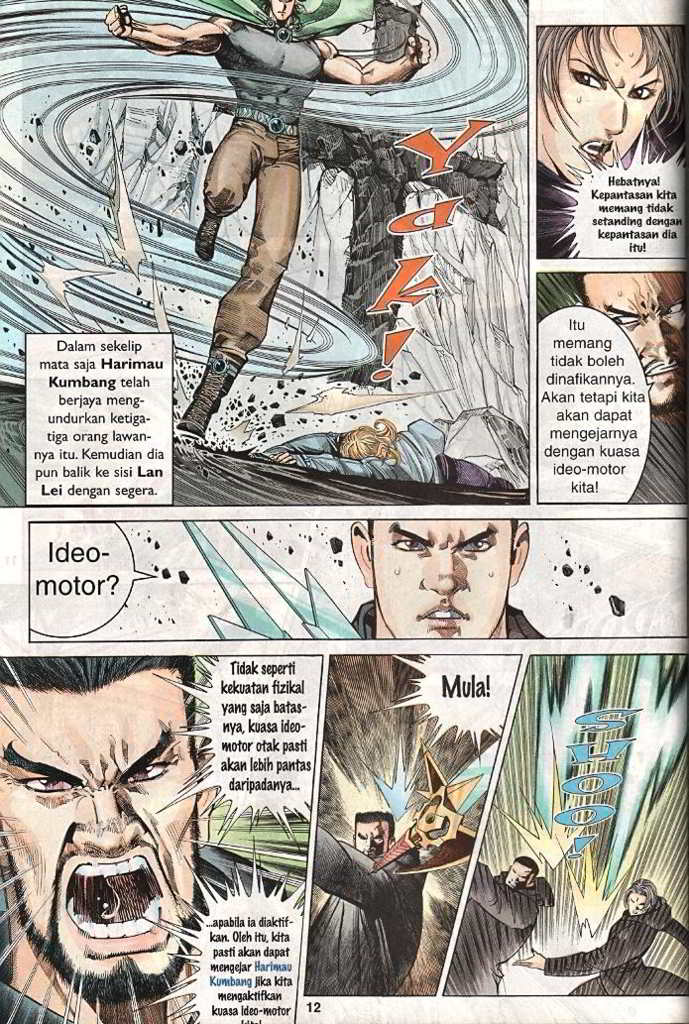 Yak!
Dalam sekelip
mata saja Harimau
Kumbang telah
berjaya meng-
undurkan ketiga-
tiga orang lawan-
nya itu. Kemudian dia
pun balik ke sisi Lan
Lei dengan segera.
Hebatnya!
Kepantasan kita
memang tidak
setanding dengan
kepantasan dia
itu!
Itu
memang
tidak boleh
dinafikannya.
Akan tetapi kita
akan dapat
mengejarnya
dengan kuasa
ideo-motor
kita!
Ideo-
motor?
Tidak seperti
kekuatan fizikal
yang saja batas-
nya, kuasa ideo-
motor otak pasti
akan lebih pantas
daripadanya...
...apabila ia diaktif-
kan. Oleh itu, kita
pasti akan dapat
mengejar Harimau
Kumbang jika kita
mengaktifkan
kuasa ideo-motor
kita!
Mula!
SUOO!
12